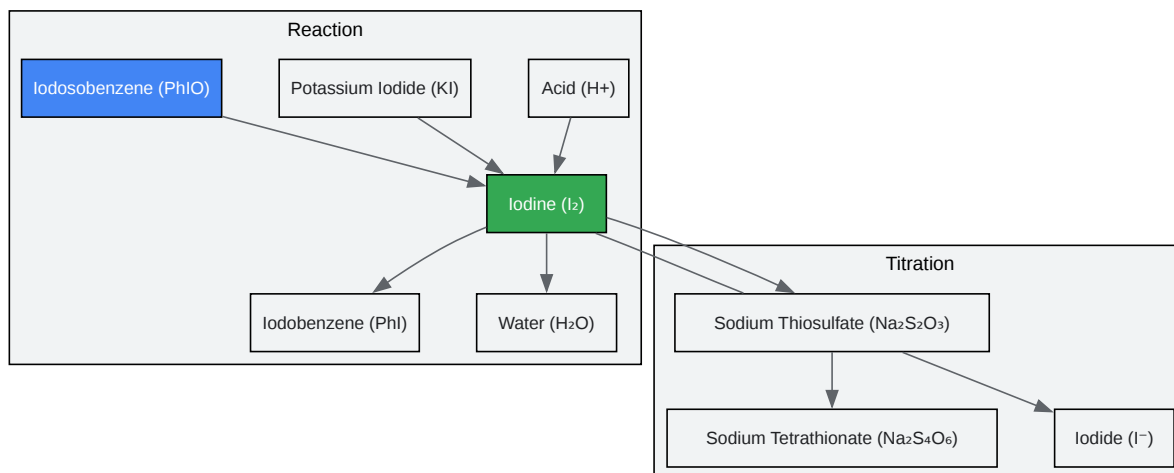 Reaction
Iodosobenzene (PhIO)
Potassium Iodide (KI)
Acid (H+)
Iodine (I₂)
Iodobenzene (PhI)
Water (H₂O)
Titration
Sodium Thiosulfate (Na₂S₂O₃)
Sodium Tetrathionate (Na₂S₄O₆)
Iodide (I⁻)